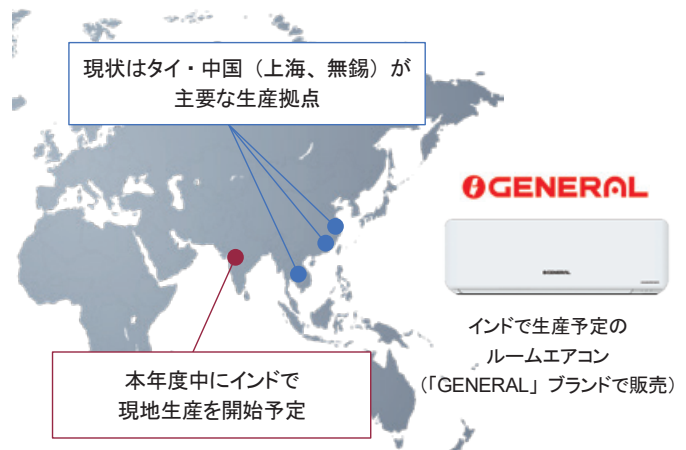 現状はタイ・中国（上海、無錫）が
主要な生産拠点
GENERAL
GENERAL
インドで生産予定の
ルームエアコン
（「GENERAL」ブランドで販売）
本年度中にインドで
現地生産を開始予定